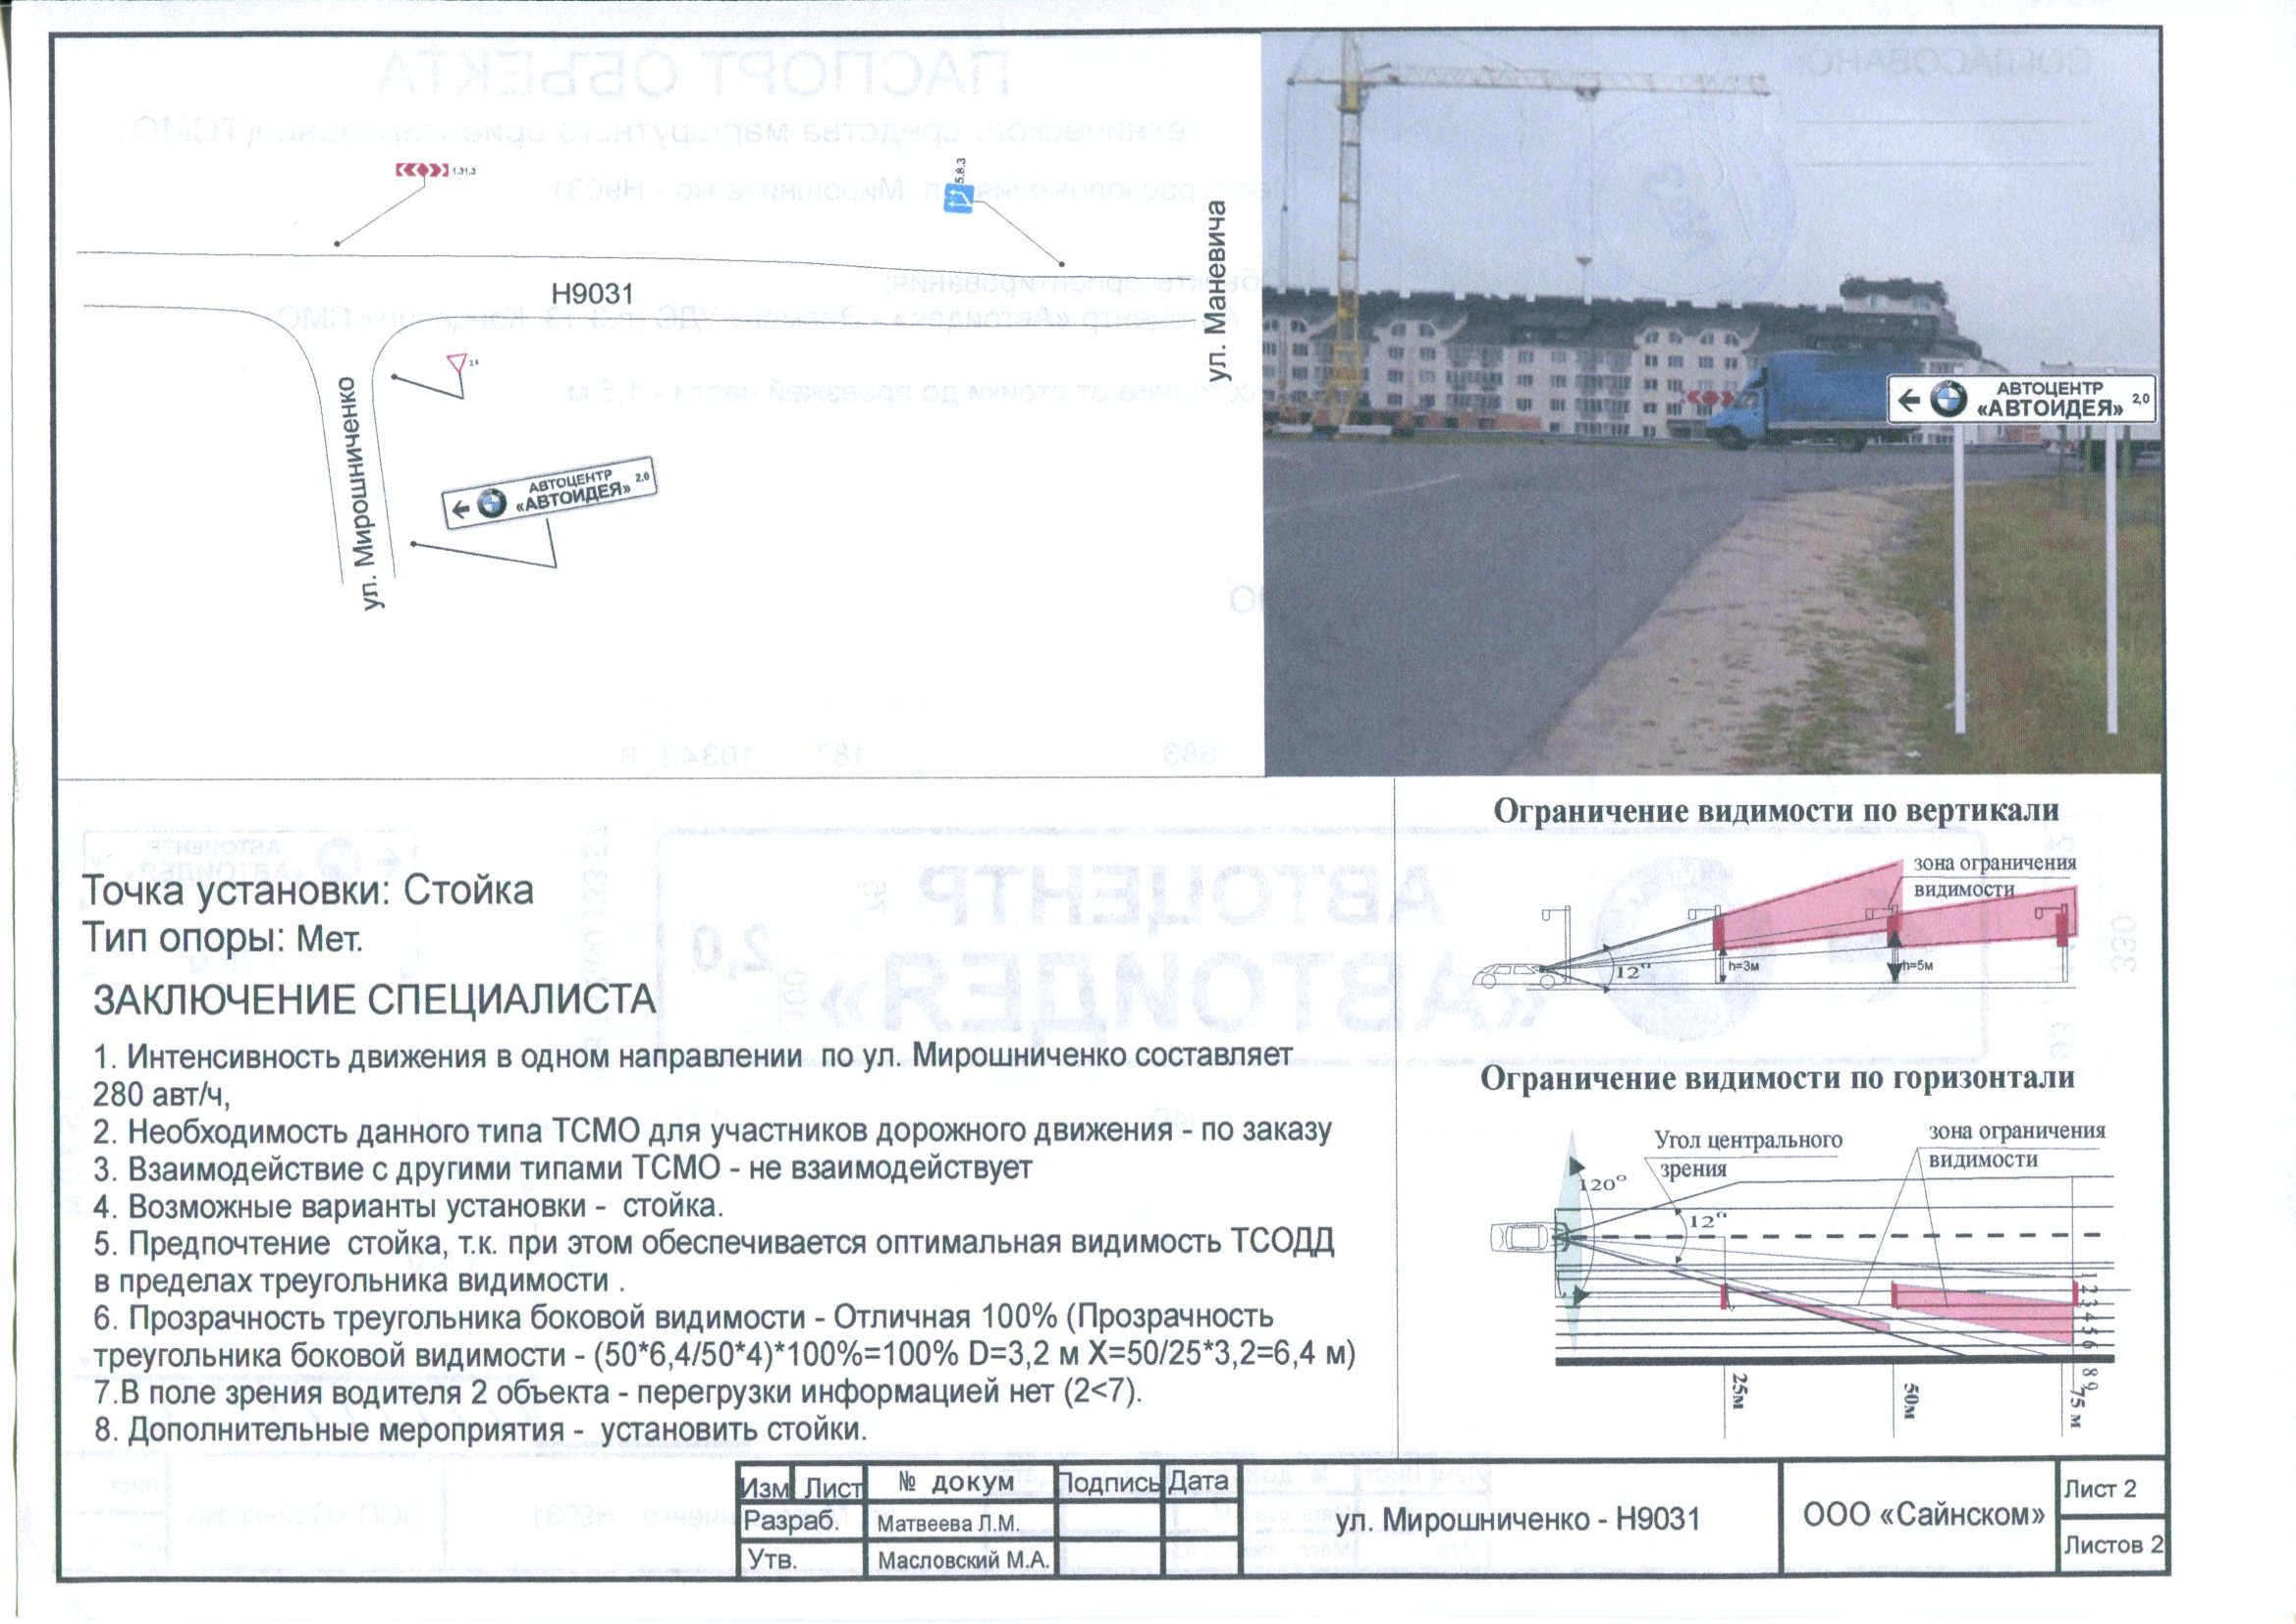 1.31.3
5.8.3
ул. Маневича
Н9031
2.4
ул. Мирошниченко
АВТОЦЕНТР
«АВТОИДЕЯ» 2,0
АВТОЦЕНТР
«АВТОИДЕЯ» 2,0
Точка установки: Стойка
Тип опоры: Мет.
ЗАКЛЮЧЕНИЕ СПЕЦИАЛИСТА
1. Интенсивность движения в одном направлении по ул. Мирошниченко составляет
280 авт/ч,
2. Необходимость данного типа ТСМО для участников дорожного движения - по заказу
3. Взаимодействие с другими типами ТСМО - не взаимодействует
4. Возможные варианты установки - стойка.
5. Предпочтение стойка, т.к. при этом обеспечивается оптимальная видимость ТСОДД
в пределах треугольника видимости .
6. Прозрачность треугольника боковой видимости - Отличная 100% (Прозрачность
треугольника боковой видимости - (50*6,4/50*4)*100%=100% D=3,2 м X=50/25*3,2=6,4 м)
7.В поле зрения водителя 2 объекта - перегрузки информацией нет (2<7).
8. Дополнительные мероприятия - установить стойки.
Ограничение видимости по вертикали
зона ограничения
видимости
12°
h=3м
h=5м
Ограничение видимости по горизонтали
Угол центрального
зрения
зона ограничения
видимости
120°
12°
1 2 3 4 5 6 8 9
25м
50м
75 м
Изм Лист № докум Подпись Дата
Разраб. Матвеева Л.М.
Утв. Масловский М.А.
ул. Мирошниченко - Н9031
ООО «Сайнском»
Лист 2
Листов 2